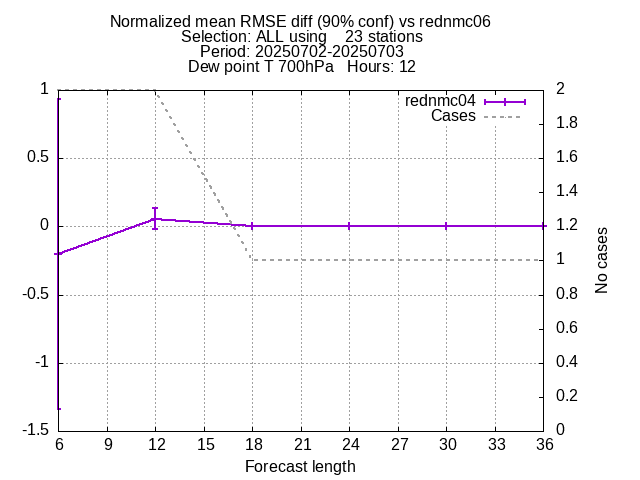 Normalized mean RMSE diff (90% conf) vs rednmc06
Selection: ALL using    23 stations
Period: 20250702-20250703
Dew point T 700hPa   Hours: 12
rednmc04
Cases
1
0.5
0
-0.5
-1
-1.5
2
1.8
1.6
1.4
1.2
1
0.8
0.6
0.4
0.2
0
No cases
6 9 12 15 18 21 24 27 30 33 36
Forecast length